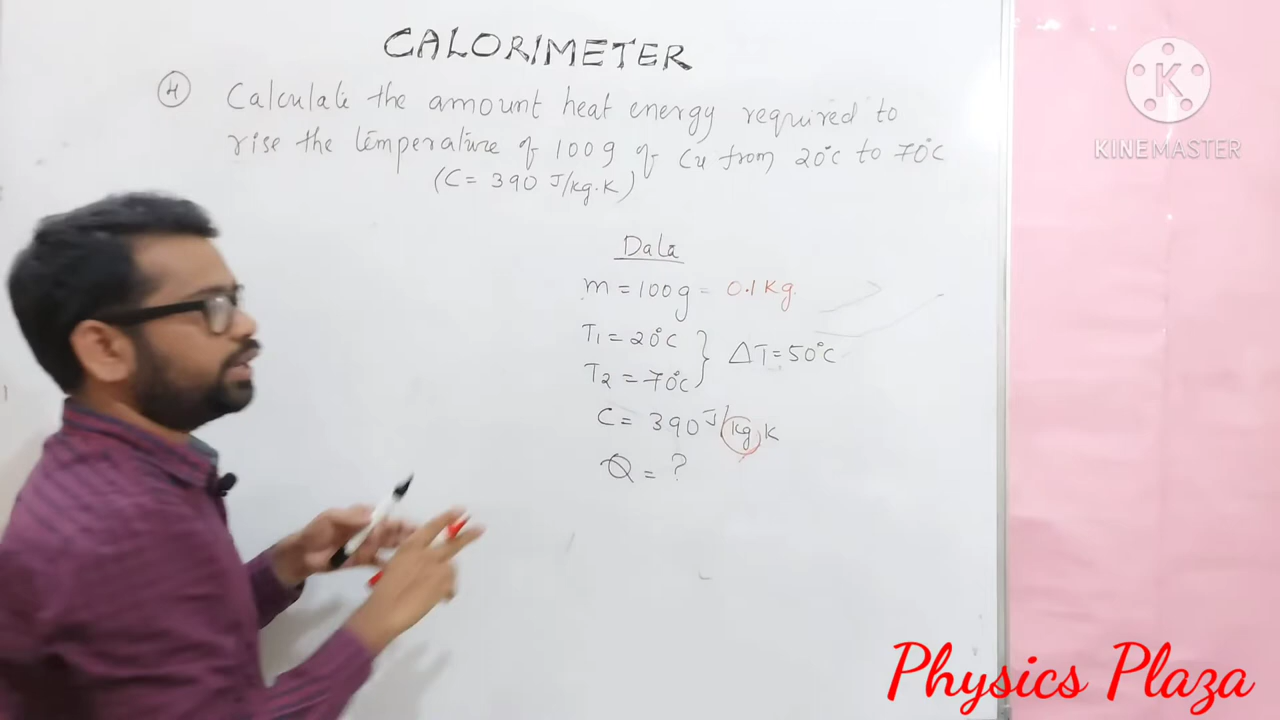 CALORIMETER
4 Calculate the amount heat energy required to
rise the temperature of 100g of Cu from 20°c to 70°C
(C = 390 J/kg.K)
Data
m = 100g = 0.1 Kg.
T1 = 20°C
T2 = 70°C } ΔT = 50°C
C = 390 J/kg K
Q = ?
K
KINEMASTER
Physics Plaza